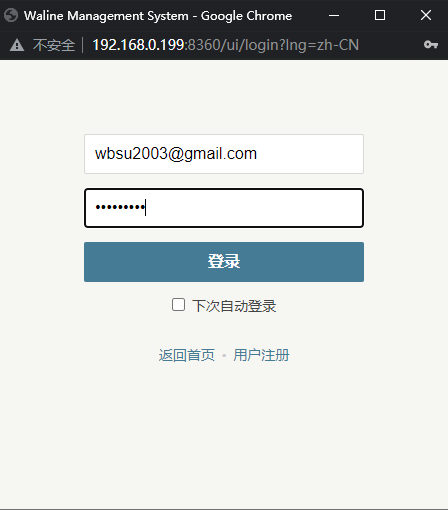 Waline Management System - Google Chrome
不安全 | 192.168.0.199:8360/ui/login?lng=zh-CN
wbsu2003@gmail.com
•••••••••
登录
下次自动登录
返回首页 • 用户注册